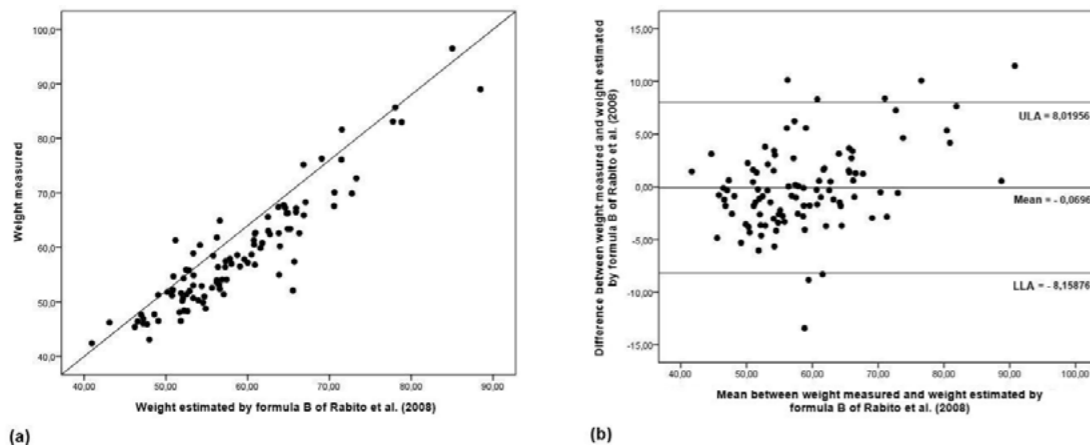 100,0
90,0
80,0
70,0
60,0
50,0
40,0
Weight measured
40,00 50,00 60,00 70,00 80,00 90,00
Weight estimated by formula B of Rabito et al. (2008)
(a)
15,00
10,00
5,00
0,00
-5,00
-10,00
-15,00
Difference between weight measured and weight estimated
by formula B of Rabito et al. (2008)
ULA = 8,01956
Mean = - 0,0696
LLA = - 8,15876
40,00 50,00 60,00 70,00 80,00 90,00 100,00
Mean between weight measured and weight estimated by
formula B of Rabito et al. (2008)
(b)